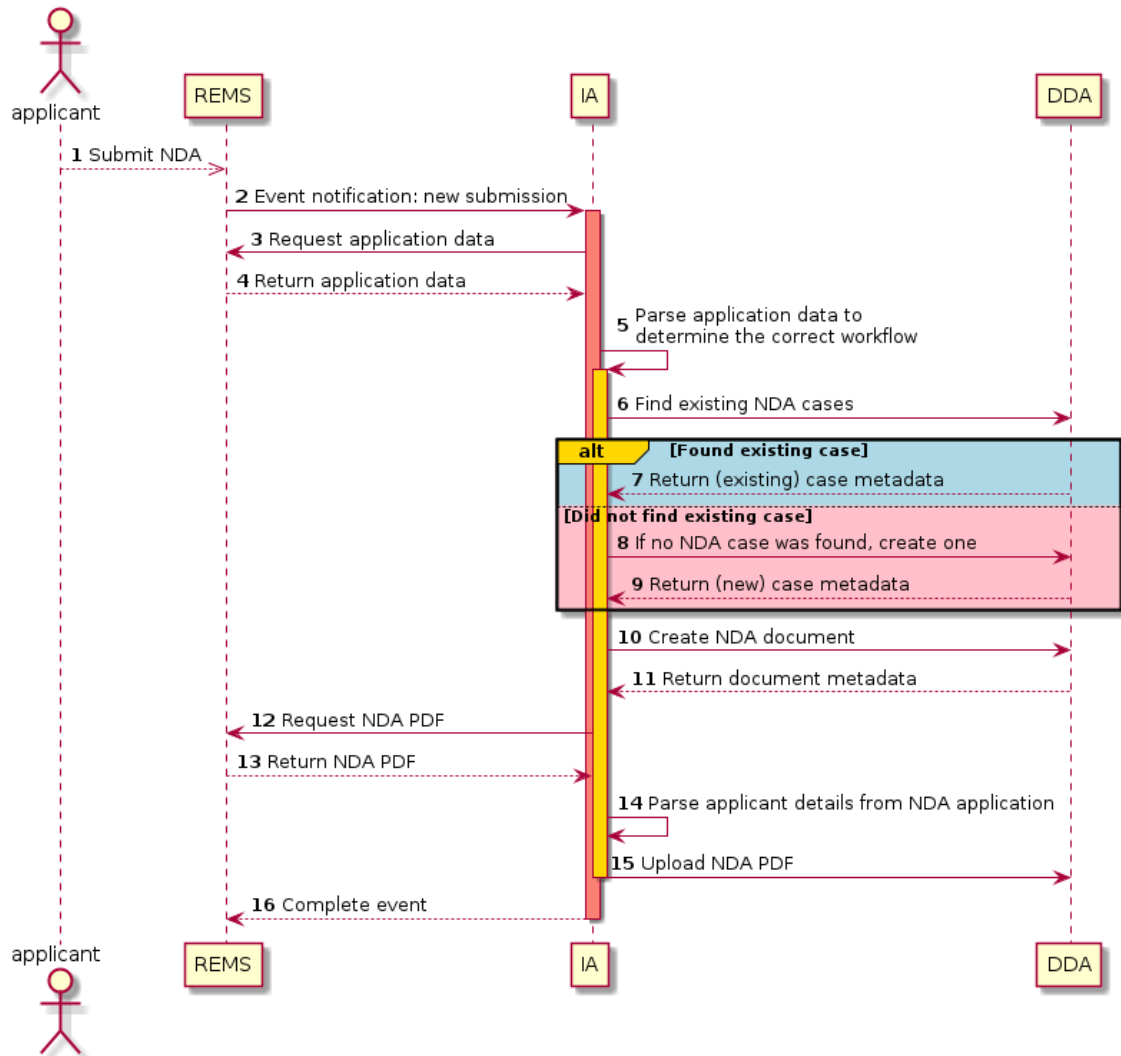 applicant
REMS
IA
DDA
1 Submit NDA
2 Event notification: new submission
3 Request application data
4 Return application data
5 Parse application data to
determine the correct workflow
6 Find existing NDA cases
alt [Found existing case]
7 Return (existing) case metadata
[Did not find existing case]
8 If no NDA case was found, create one
9 Return (new) case metadata
10 Create NDA document
11 Return document metadata
12 Request NDA PDF
13 Return NDA PDF
14 Parse applicant details from NDA application
15 Upload NDA PDF
16 Complete event
applicant
REMS
IA
DDA